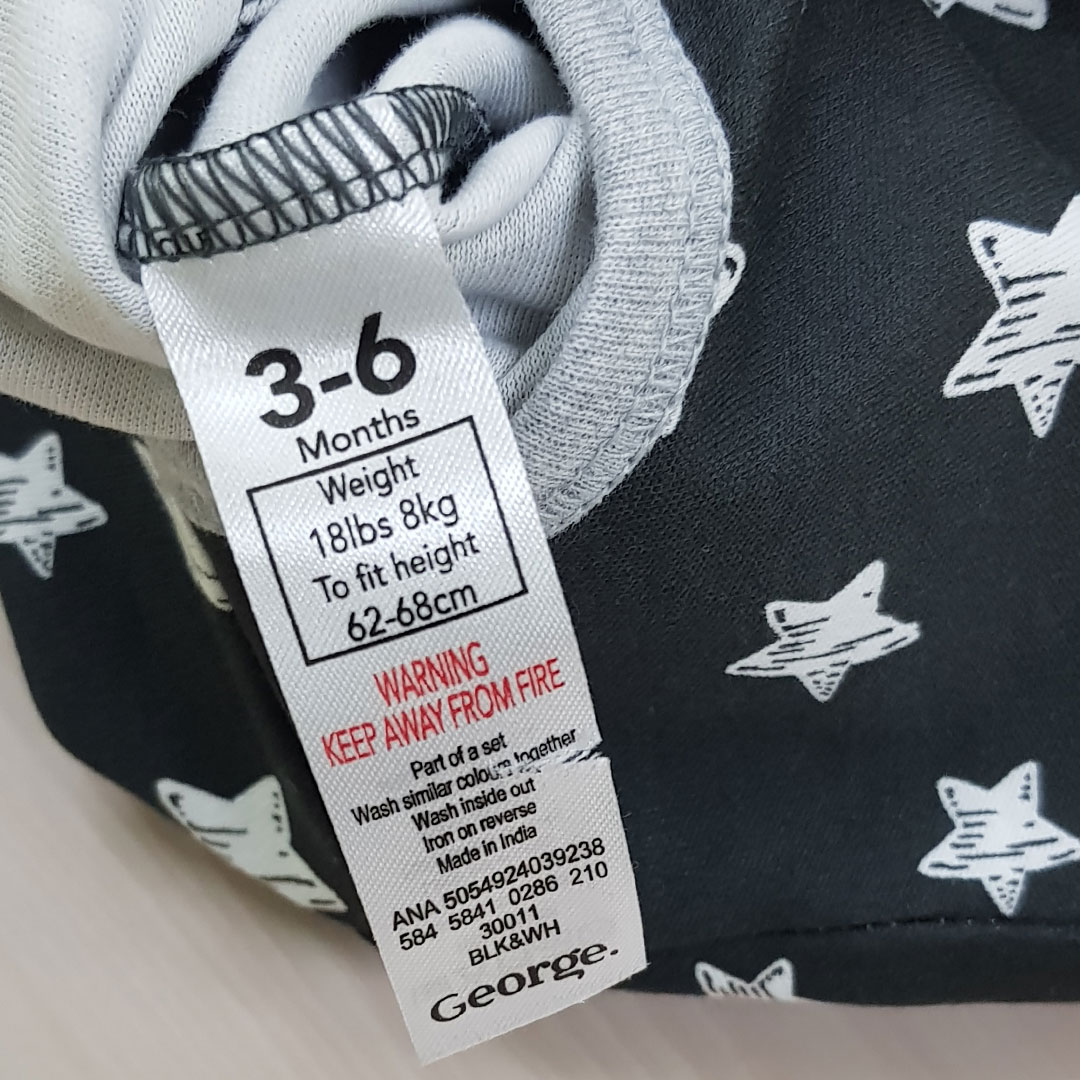 3-6
Months
Weight
18lbs 8kg
To fit height
62-68cm
WARNING
KEEP AWAY FROM FIRE
Part of a set
Wash similar colours together
Wash inside out
Iron on reverse
Made in India
ANA 5054924039238
584 5841 0286 210
30011
BLK&WH
George.